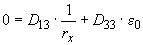 0 = D₁₃ · 1/rₓ + D₃₃ · ε₀